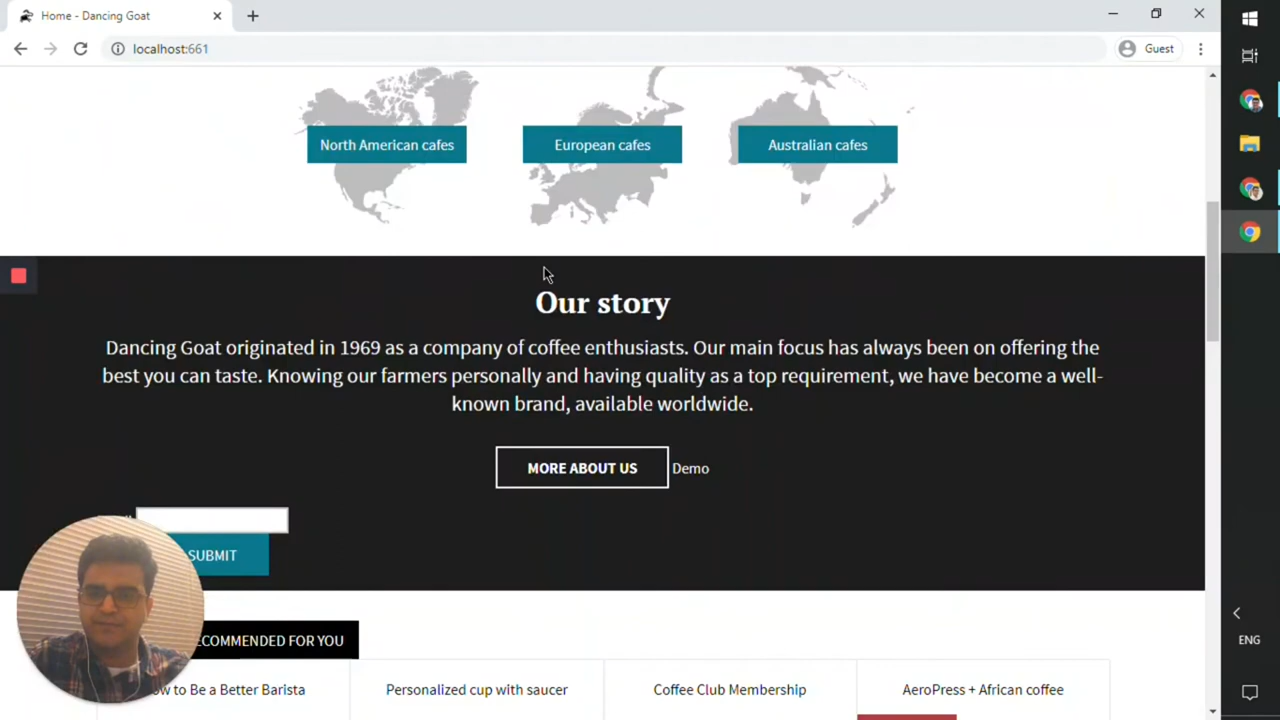 Home - Dancing Goat
localhost:661
Guest
North American cafes
European cafes
Australian cafes
Our story
Dancing Goat originated in 1969 as a company of coffee enthusiasts. Our main focus has always been on offering the
best you can taste. Knowing our farmers personally and having quality as a top requirement, we have become a well-
known brand, available worldwide.
MORE ABOUT US Demo
SUBMIT
ECOMMENDED FOR YOU
ow to Be a Better Barista
Personalized cup with saucer
Coffee Club Membership
AeroPress + African coffee
ENG